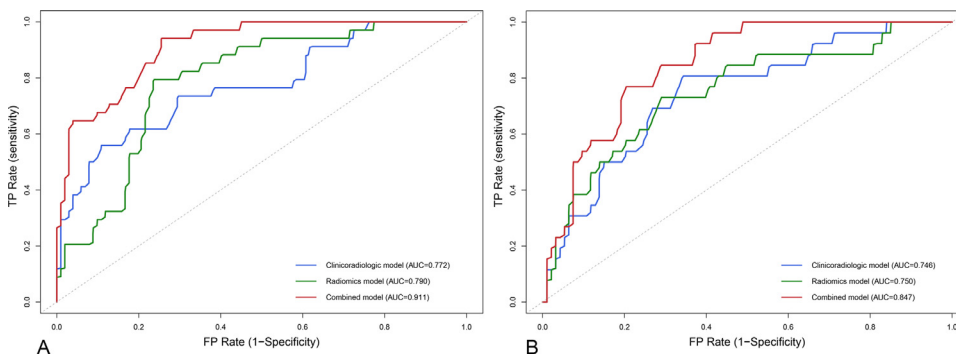 1.0
0.8
0.6
0.4
0.2
0.0
TP Rate (sensitivity)
Clinicoradiologic model (AUC=0.772)
Radiomics model (AUC=0.790)
Combined model (AUC=0.911)
0.0 0.2 0.4 0.6 0.8 1.0
FP Rate (1−Specificity)
A
1.0
0.8
0.6
0.4
0.2
0.0
TP Rate (sensitivity)
Clinicoradiologic model (AUC=0.746)
Radiomics model (AUC=0.750)
Combined model (AUC=0.847)
0.0 0.2 0.4 0.6 0.8 1.0
FP Rate (1−Specificity)
B